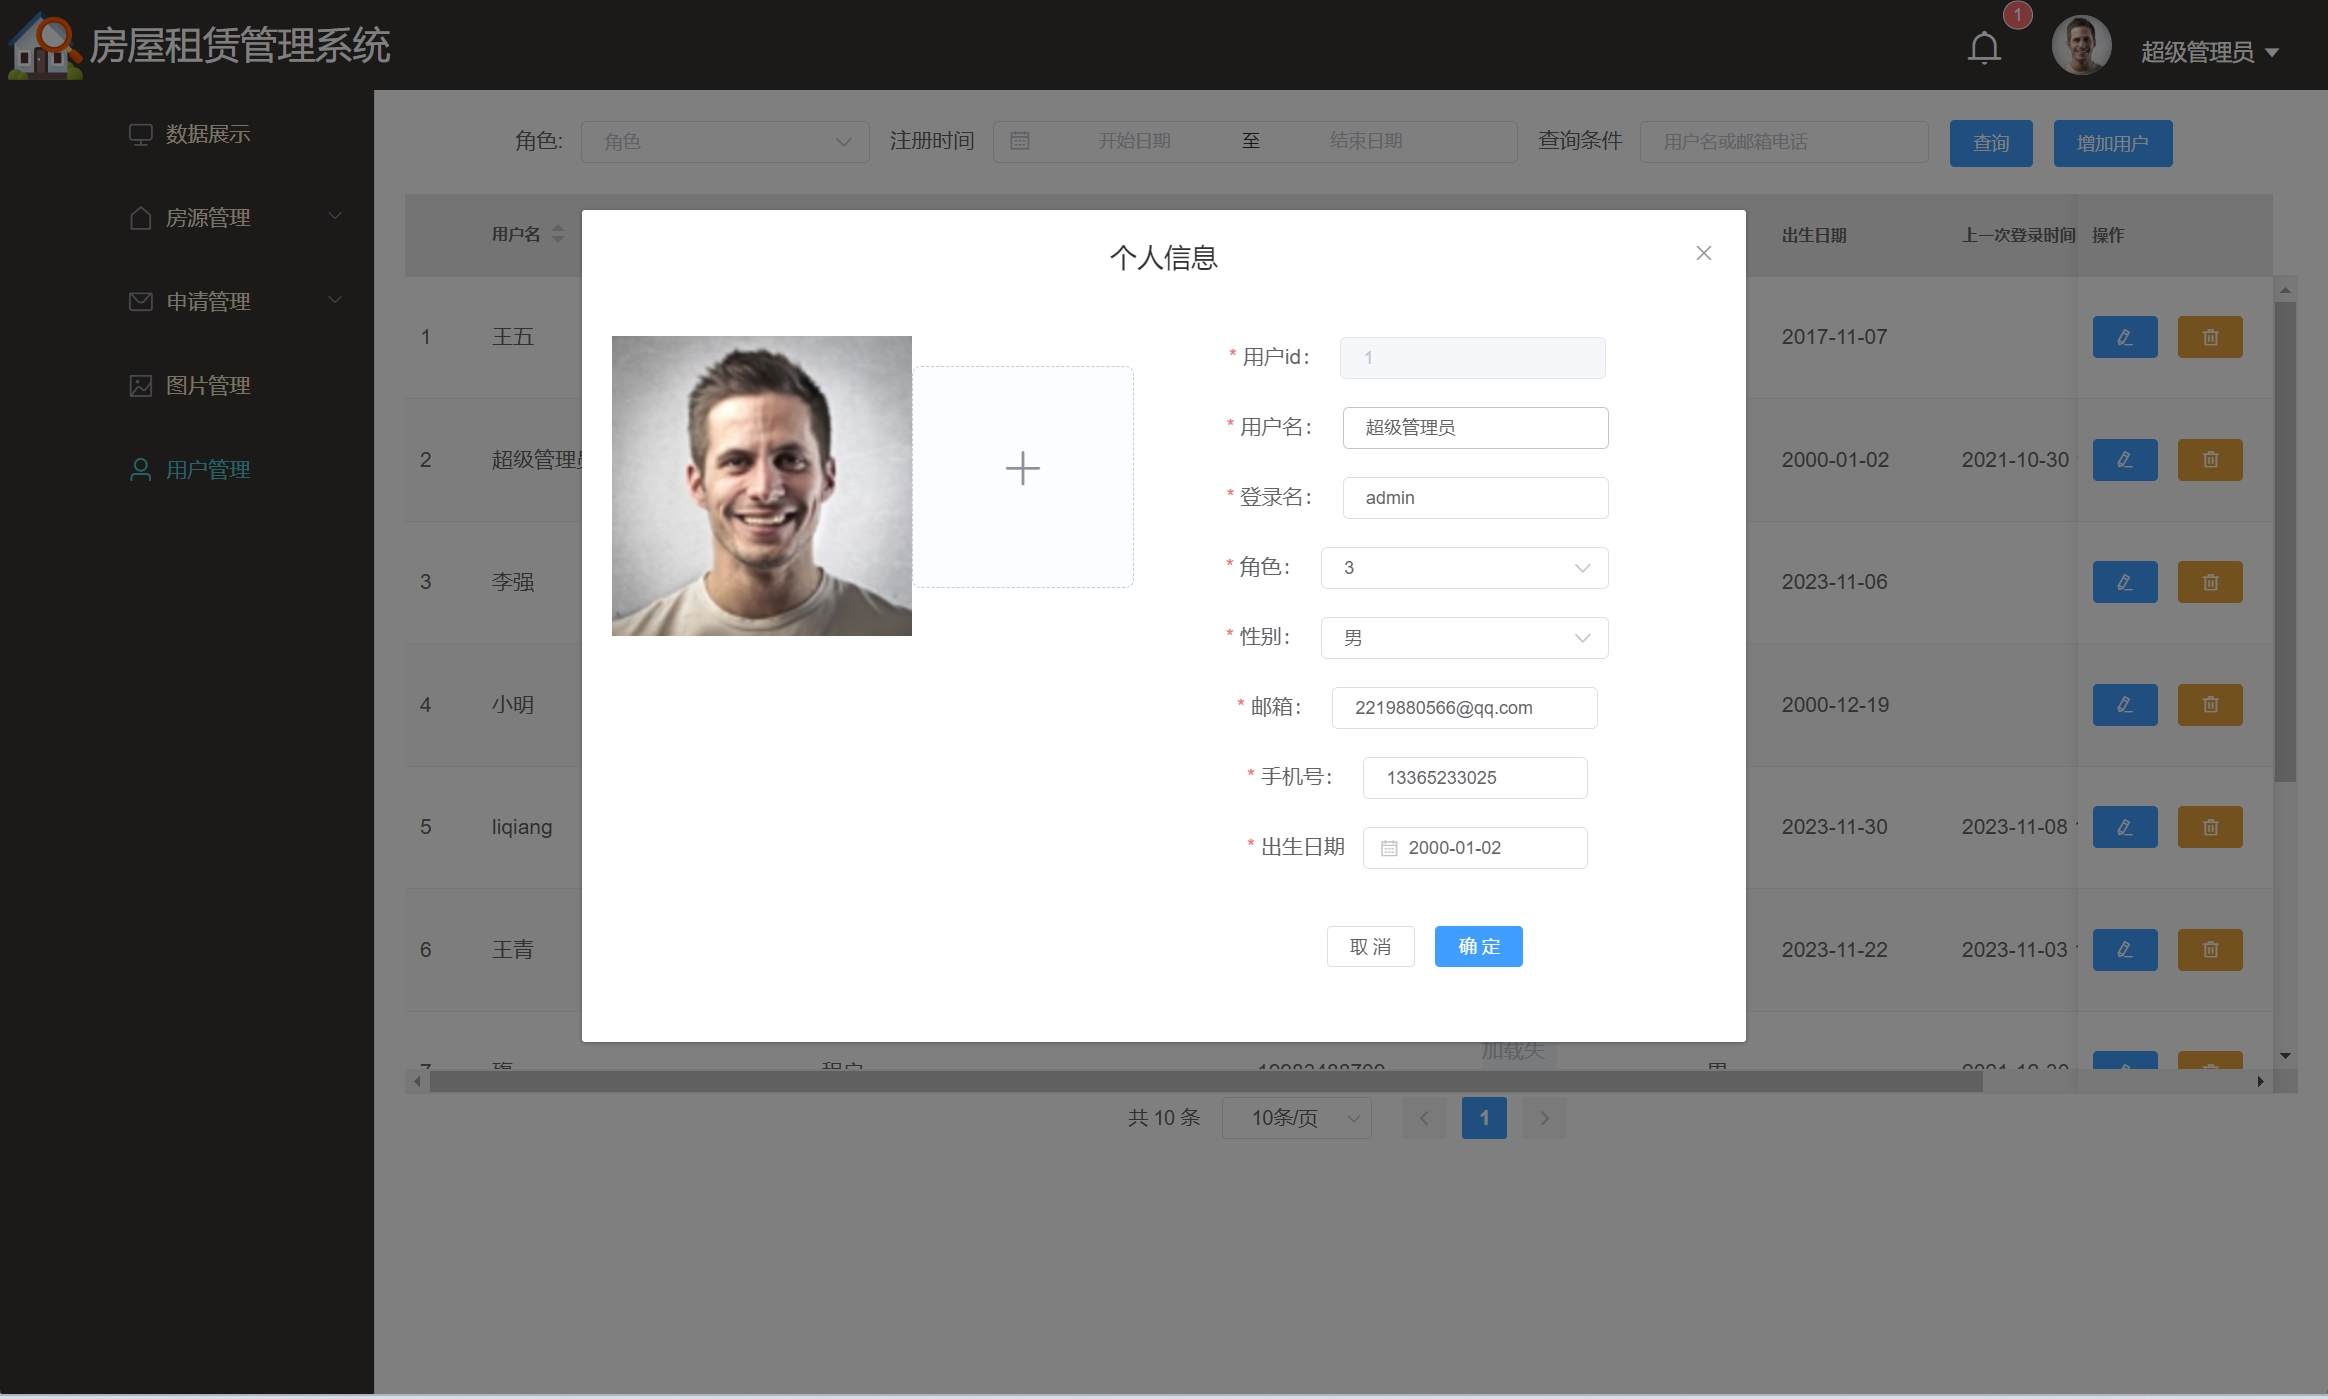 房屋租赁管理系统
1
超级管理员
数据展示
房源管理
申请管理
图片管理
用户管理
角色: 角色 注册时间 开始日期 至 结束日期 查询条件 用户名或邮箱电话 查询 增加用户
用户名 出生日期 上一次登录时间 操作
1 王五 2017-11-07
2 超级管理员 2000-01-02 2021-10-30
3 李强 2023-11-06
4 小明 2000-12-19
5 liqiang 2023-11-30 2023-11-08
6 王青 2023-11-22 2023-11-03
个人信息
* 用户id: 1
* 用户名: 超级管理员
* 登录名: admin
* 角色: 3
* 性别: 男
* 邮箱: 2219880566@qq.com
* 手机号: 13365233025
* 出生日期 2000-01-02
取 消 确 定
加载失
共 10 条 10条/页 1